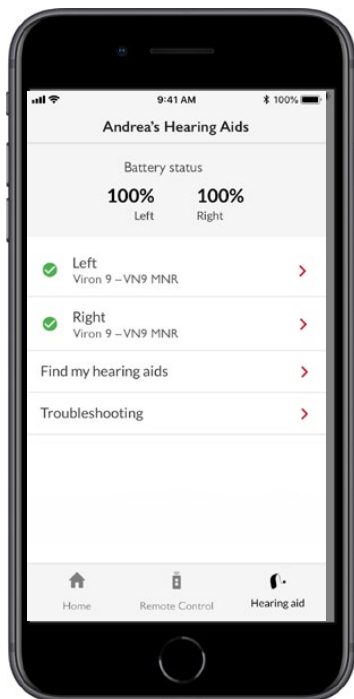 9:41 AM
100%
Andrea's Hearing Aids
Battery status
100% 100%
Left Right
Left
Viron 9 – VN9 MNR
Right
Viron 9 – VN9 MNR
Find my hearing aids
Troubleshooting
Home Remote Control Hearing aid